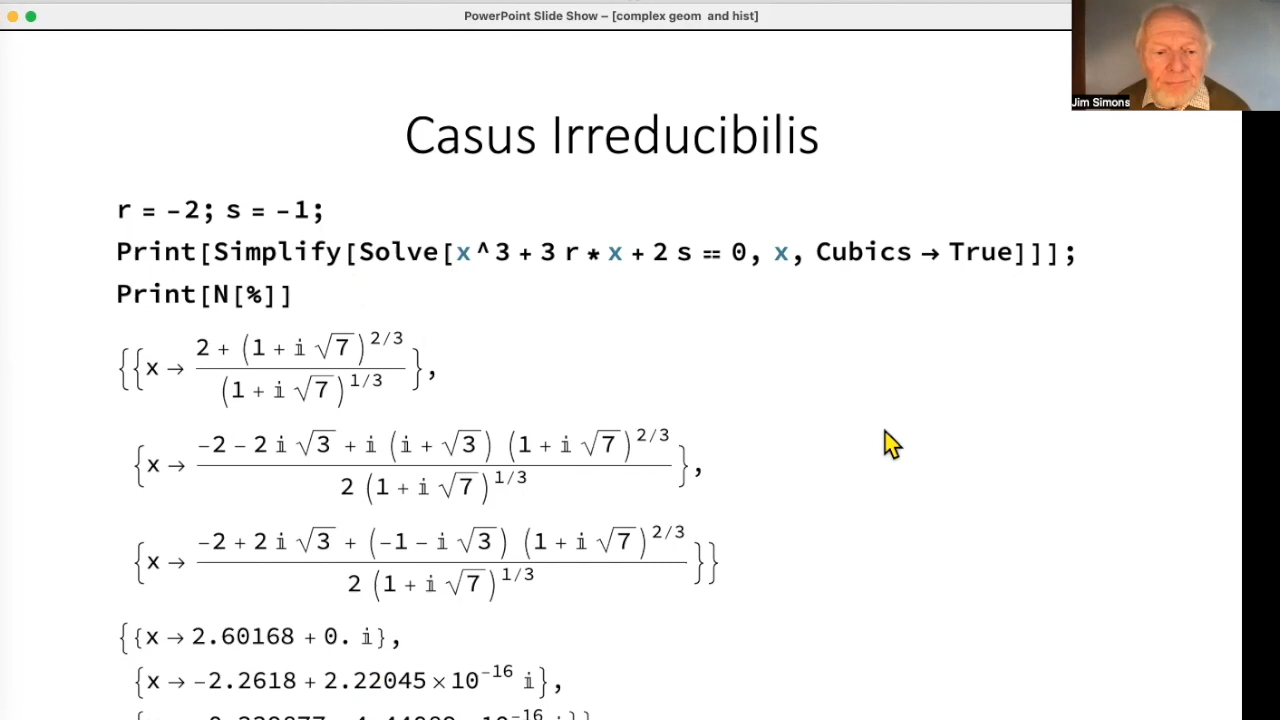 PowerPoint Slide Show – [complex geom and hist]
Jim Simons
Casus Irreducibilis
r = -2; s = -1;
Print[Simplify[Solve[x^3 + 3 r * x + 2 s == 0, x, Cubics → True]]];
Print[N[%]]
{{x → (2 + (1 + i √7)^(2/3)) / (1 + i √7)^(1/3)},
{x → (-2 - 2 i √3 + i (i + √3) (1 + i √7)^(2/3)) / (2 (1 + i √7)^(1/3))},
{x → (-2 + 2 i √3 + (-1 - i √3) (1 + i √7)^(2/3)) / (2 (1 + i √7)^(1/3))}}
{{x → 2.60168 + 0. i},
{x → -2.2618 + 2.22045 × 10^-16 i},